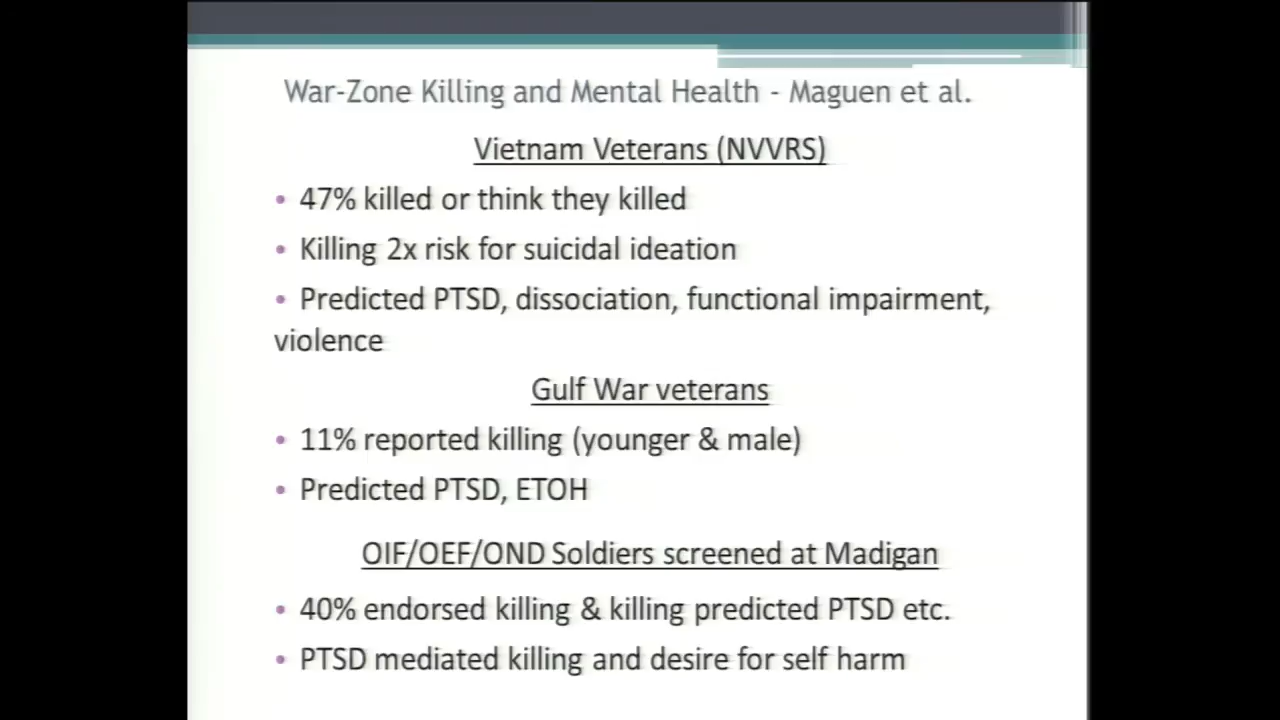 War-Zone Killing and Mental Health - Maguen et al.
Vietnam Veterans (NVVRS)
• 47% killed or think they killed
• Killing 2x risk for suicidal ideation
• Predicted PTSD, dissociation, functional impairment,
violence
Gulf War veterans
• 11% reported killing (younger & male)
• Predicted PTSD, ETOH
OIF/OEF/OND Soldiers screened at Madigan
• 40% endorsed killing & killing predicted PTSD etc.
• PTSD mediated killing and desire for self harm